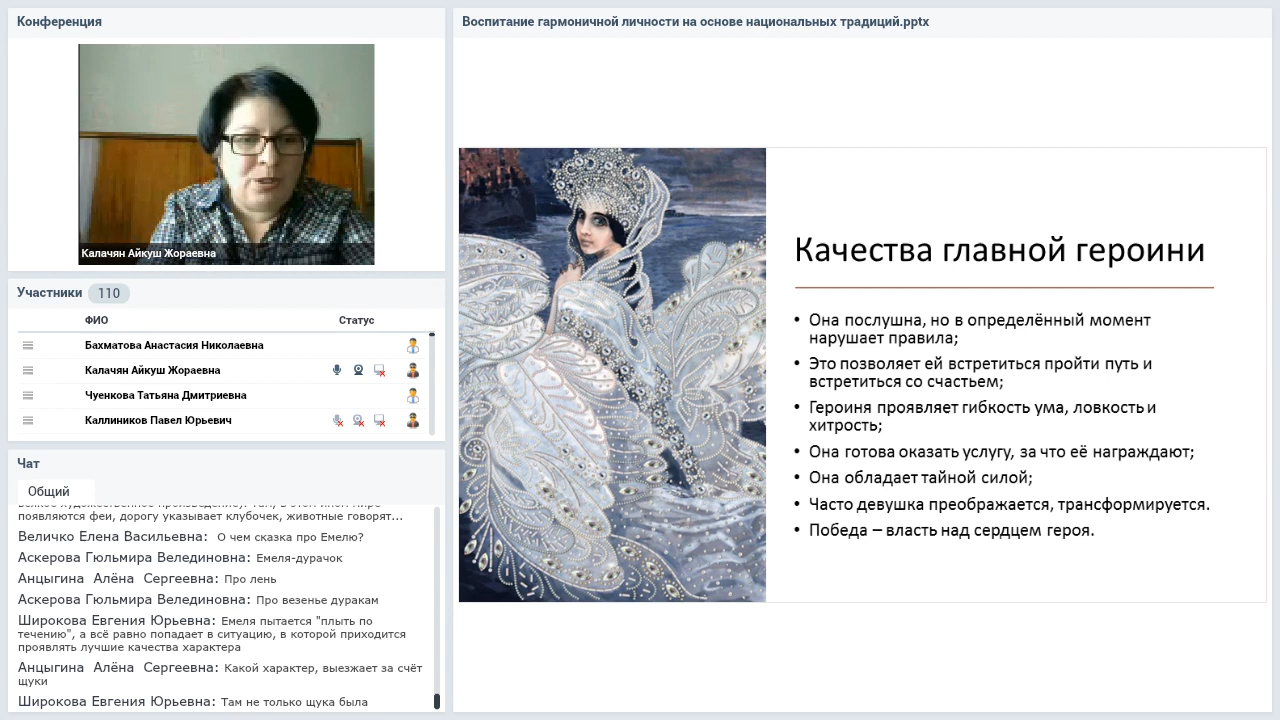 Конференция
Калачян Айкуш Жораевна
Участники 110
ФИО Статус
Бахматова Анастасия Николаевна
Калачян Айкуш Жораевна
Чуенкова Татьяна Дмитриевна
Каллиников Павел Юрьевич
Чат
Общий
появляются феи, дорогу указывает клубочек, животные говорят...
Величко Елена Васильевна: О чем сказка про Емелю?
Аскерова Гюльмира Велединовна: Емеля-дурачок
Анцыгина Алёна Сергеевна: Про лень
Аскерова Гюльмира Велединовна: Про везенье дуракам
Широкова Евгения Юрьевна: Емеля пытается "плыть по
течению", а всё равно попадает в ситуацию, в которой приходится
проявлять лучшие качества характера
Анцыгина Алёна Сергеевна: Какой характер, выезжает за счёт
щуки
Широкова Евгения Юрьевна: Там не только щука была
Воспитание гармоничной личности на основе национальных традиций.pptx
Качества главной героини
• Она послушна, но в определённый момент
нарушает правила;
• Это позволяет ей встретиться пройти путь и
встретиться со счастьем;
• Героиня проявляет гибкость ума, ловкость и
хитрость;
• Она готова оказать услугу, за что её награждают;
• Она обладает тайной силой;
• Часто девушка преображается, трансформируется.
• Победа – власть над сердцем героя.